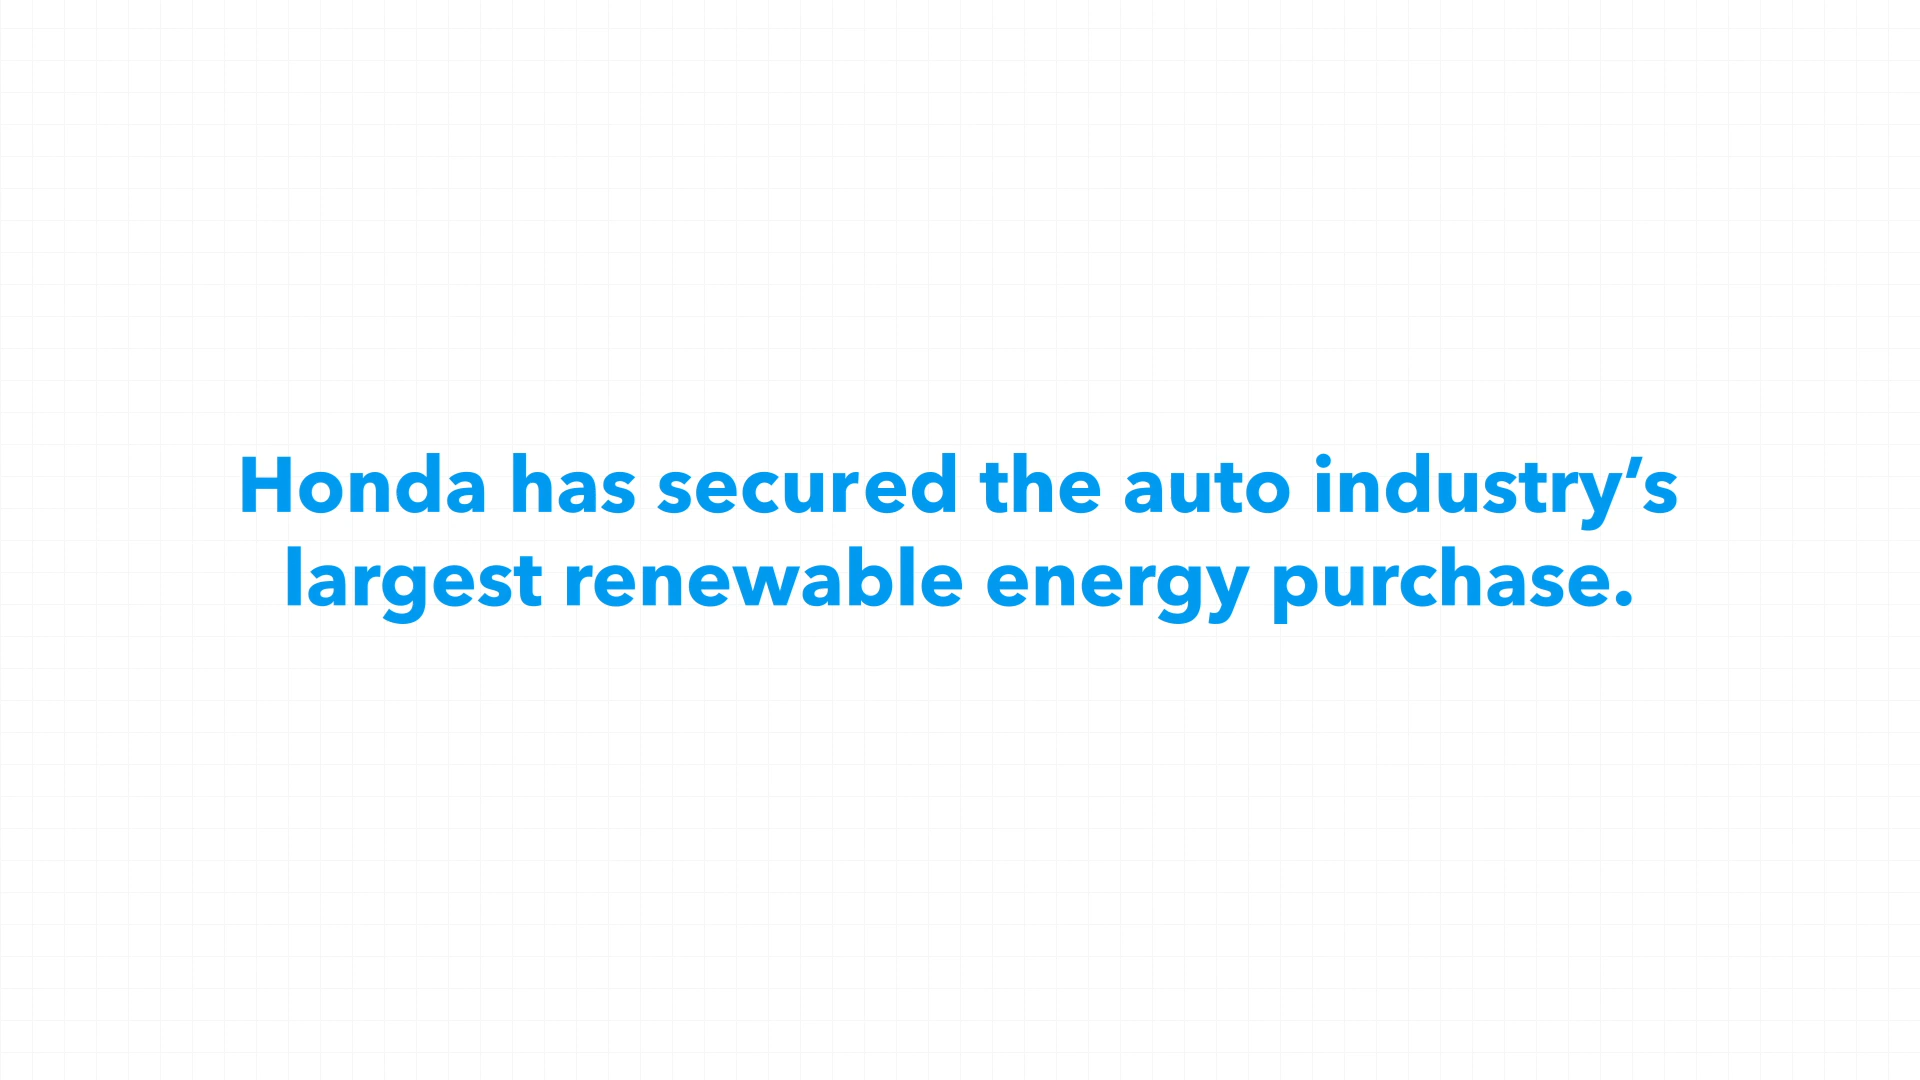 Honda has secured the auto industry’s
largest renewable energy purchase.